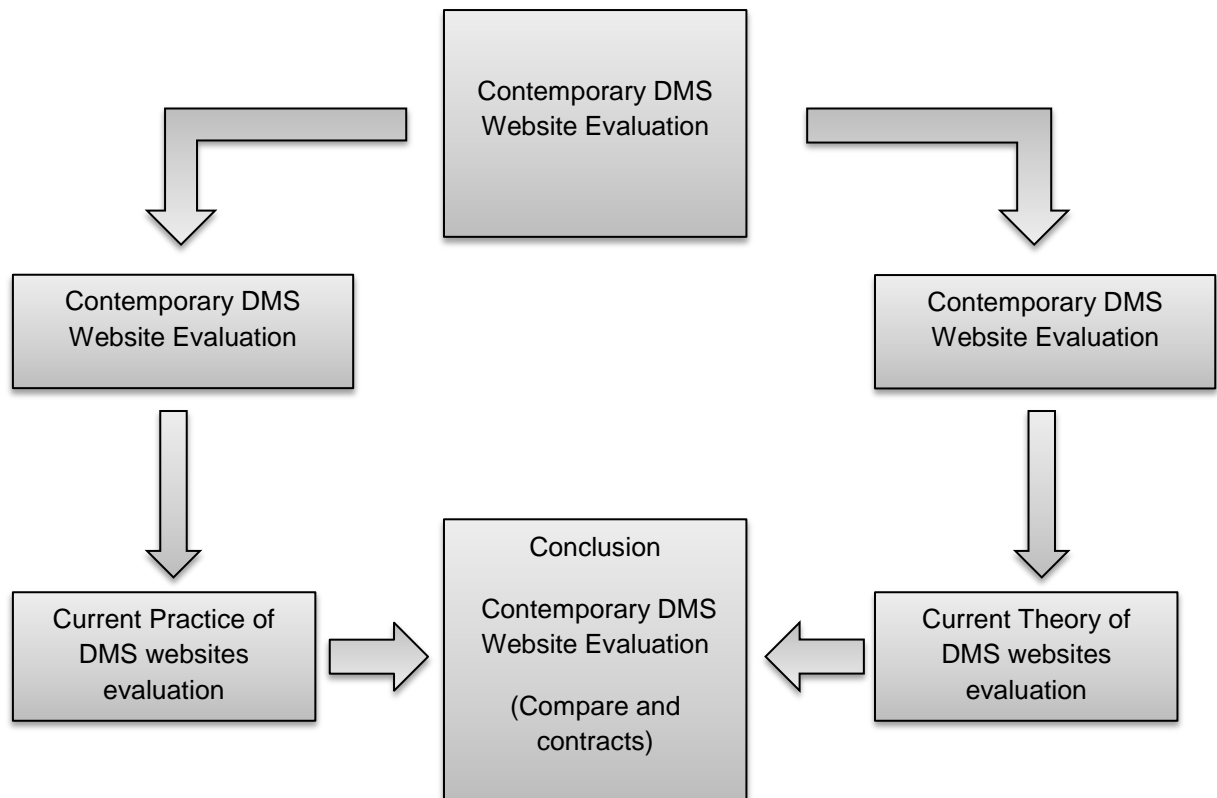 Contemporary DMS
Website Evaluation
Contemporary DMS
Website Evaluation
Contemporary DMS
Website Evaluation
Current Practice of
DMS websites
evaluation
Conclusion
Contemporary DMS
Website Evaluation
(Compare and
contracts)
Current Theory of
DMS websites
evaluation